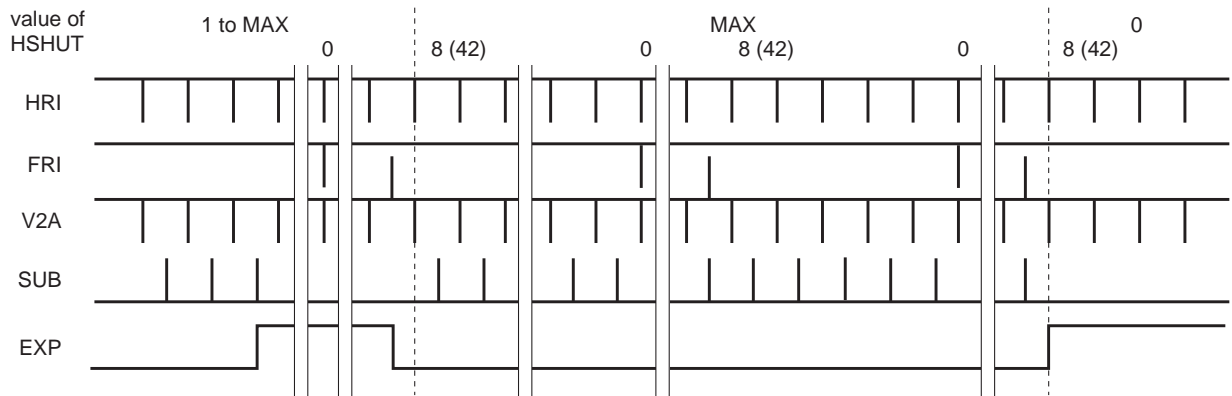 value of HSHUT
1 to MAX
MAX
0
0
8 (42)
0
8 (42)
0
8 (42)
HRI
FRI
V2A
SUB
EXP